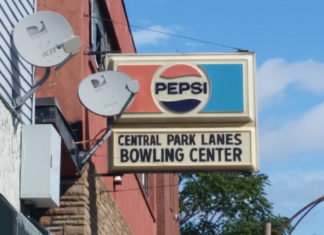 PEPSI
CENTRAL PARK LANES
BOWLING CENTER